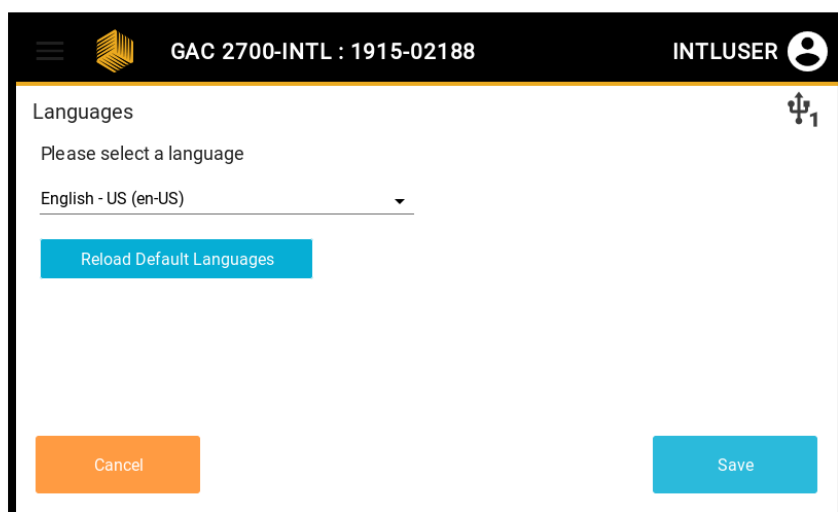 GAC 2700-INTL : 1915-02188 INTLUSER
Languages
1
Please select a language
English - US (en-US)
Reload Default Languages
Cancel Save